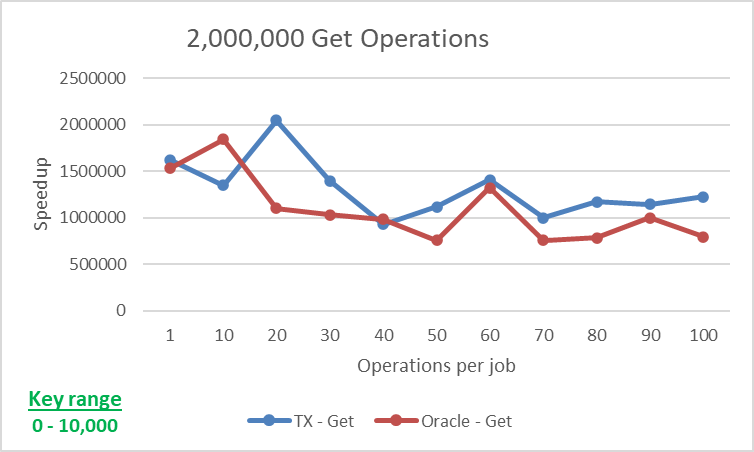 2,000,000 Get Operations
2500000
2000000
1500000
1000000
500000
0
Speedup
1 10 20 30 40 50 60 70 80 90 100
Operations per job
Key range
0 - 10,000
TX - Get Oracle - Get